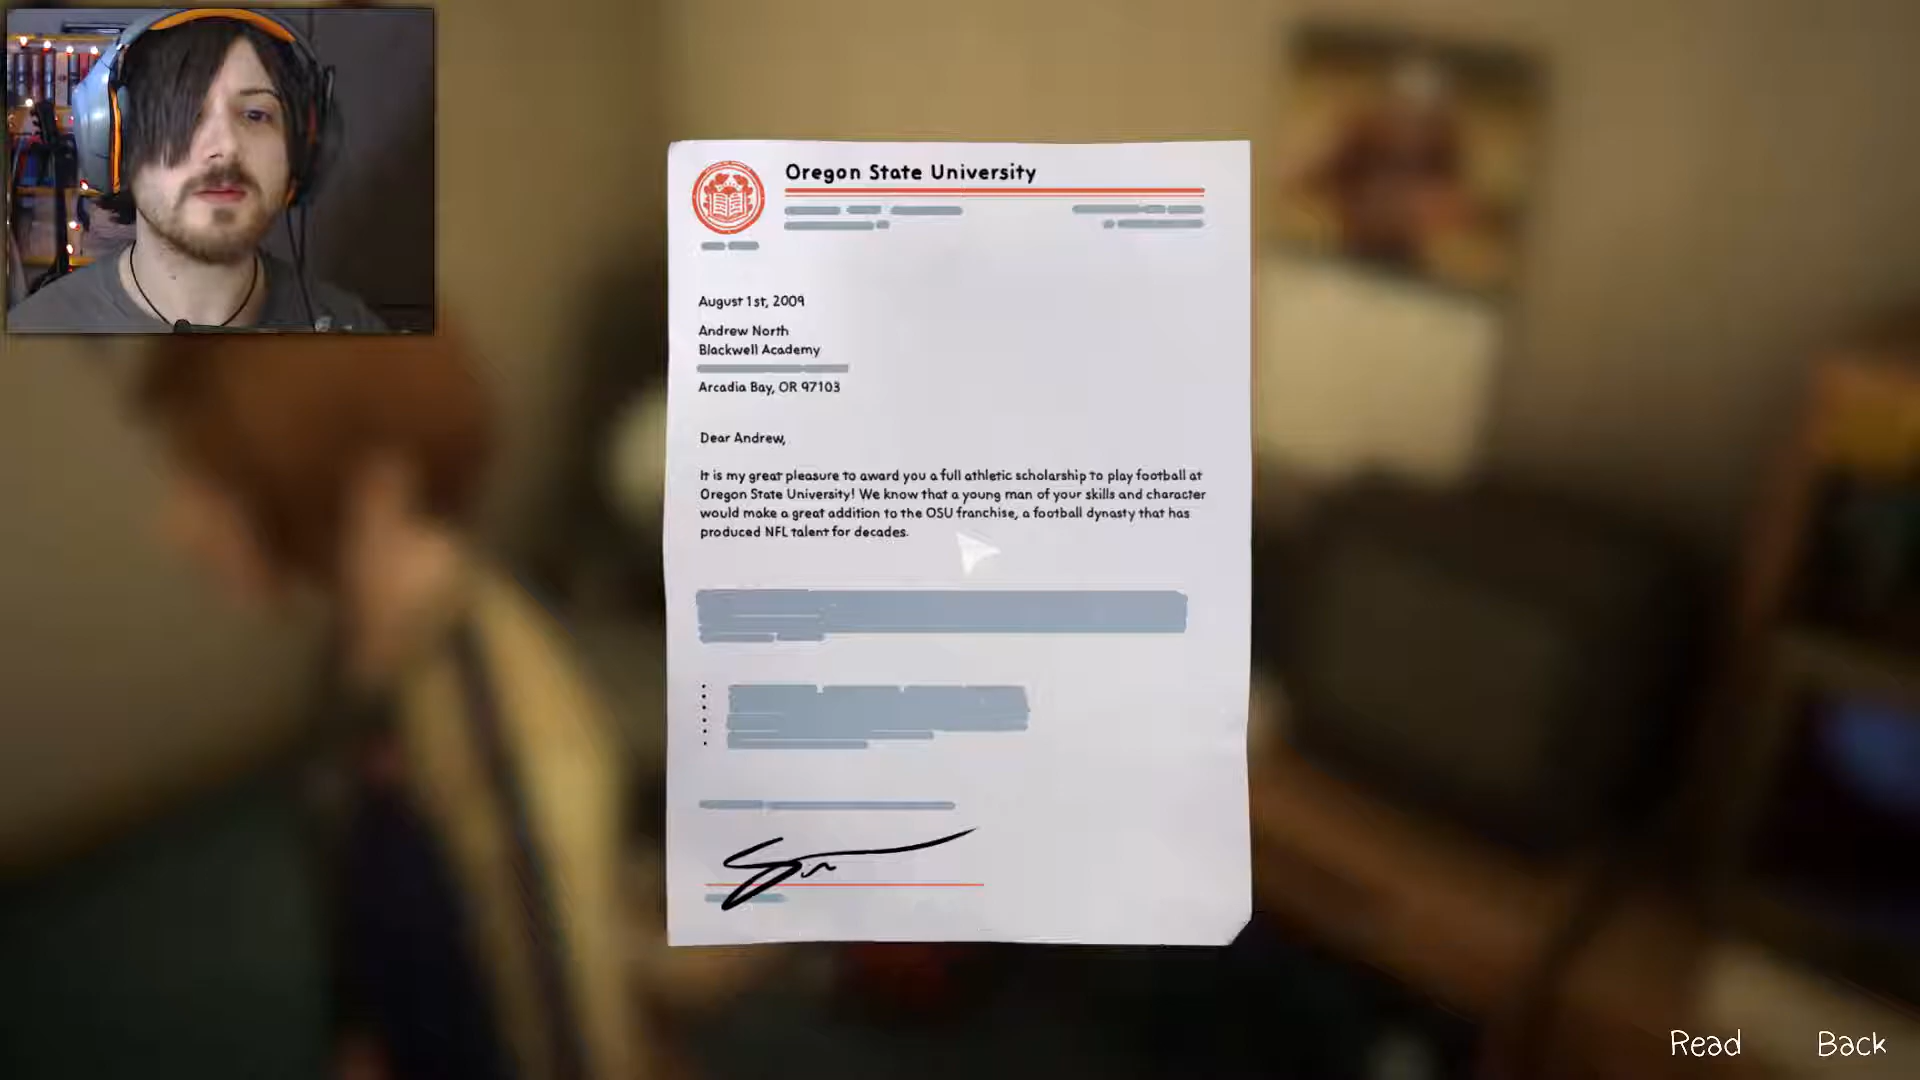 Oregon State University
August 1st, 2009
Andrew North
Blackwell Academy
Arcadia Bay, OR 97103
Dear Andrew,
It is my great pleasure to award you a full athletic scholarship to play football at
Oregon State University! We know that a young man of your skills and character
would make a great addition to the OSU franchise, a football dynasty that has
produced NFL talent for decades.
Read
Back